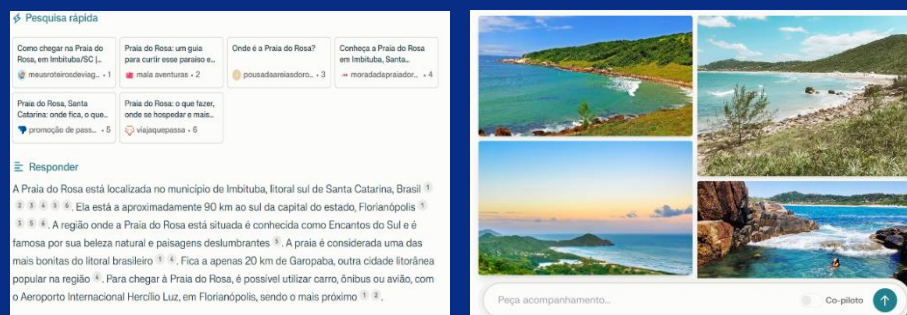 Pesquisa rápida
Como chegar na Praia do
Rosa, em Imbituba/SC |...
meusroteirosdeviag... • 1
Praia do Rosa: um guia
para curtir esse paraíso e...
mala aventuras • 2
Onde é a Praia do Rosa?
pousadaareiasdoro... • 3
Conheça a Praia do Rosa
em Imbituba, Santa...
moradadapraiador... • 4
Praia do Rosa, Santa
Catarina: onde fica, o que...
promoção de pass... • 5
Praia do Rosa: o que fazer,
onde se hospedar e mais...
viajaquepassa • 6
Responder
A Praia do Rosa está localizada no município de Imbituba, litoral sul de Santa Catarina, Brasil 1
2 3 4 5 6 . Ela está a aproximadamente 90 km ao sul da capital do estado, Florianópolis 1
3 5 6 . A região onde a Praia do Rosa está situada é conhecida como Encantos do Sul e é
famosa por sua beleza natural e paisagens deslumbrantes 5 . A praia é considerada uma das
mais bonitas do litoral brasileiro 1 4 . Fica a apenas 20 km de Garopaba, outra cidade litorânea
popular na região 6 . Para chegar à Praia do Rosa, é possível utilizar carro, ônibus ou avião, com
o Aeroporto Internacional Hercílio Luz, em Florianópolis, sendo o mais próximo 1 2 .
Peça acompanhamento...
Co-piloto